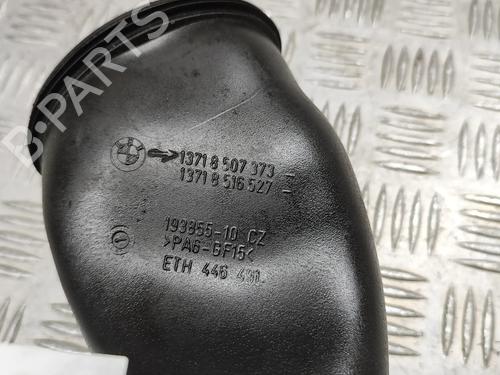 B-PARTS
1371 8 507 373
1371 8 516 527
193855-10 CZ
>PA6-GF15<
ETH 446 431